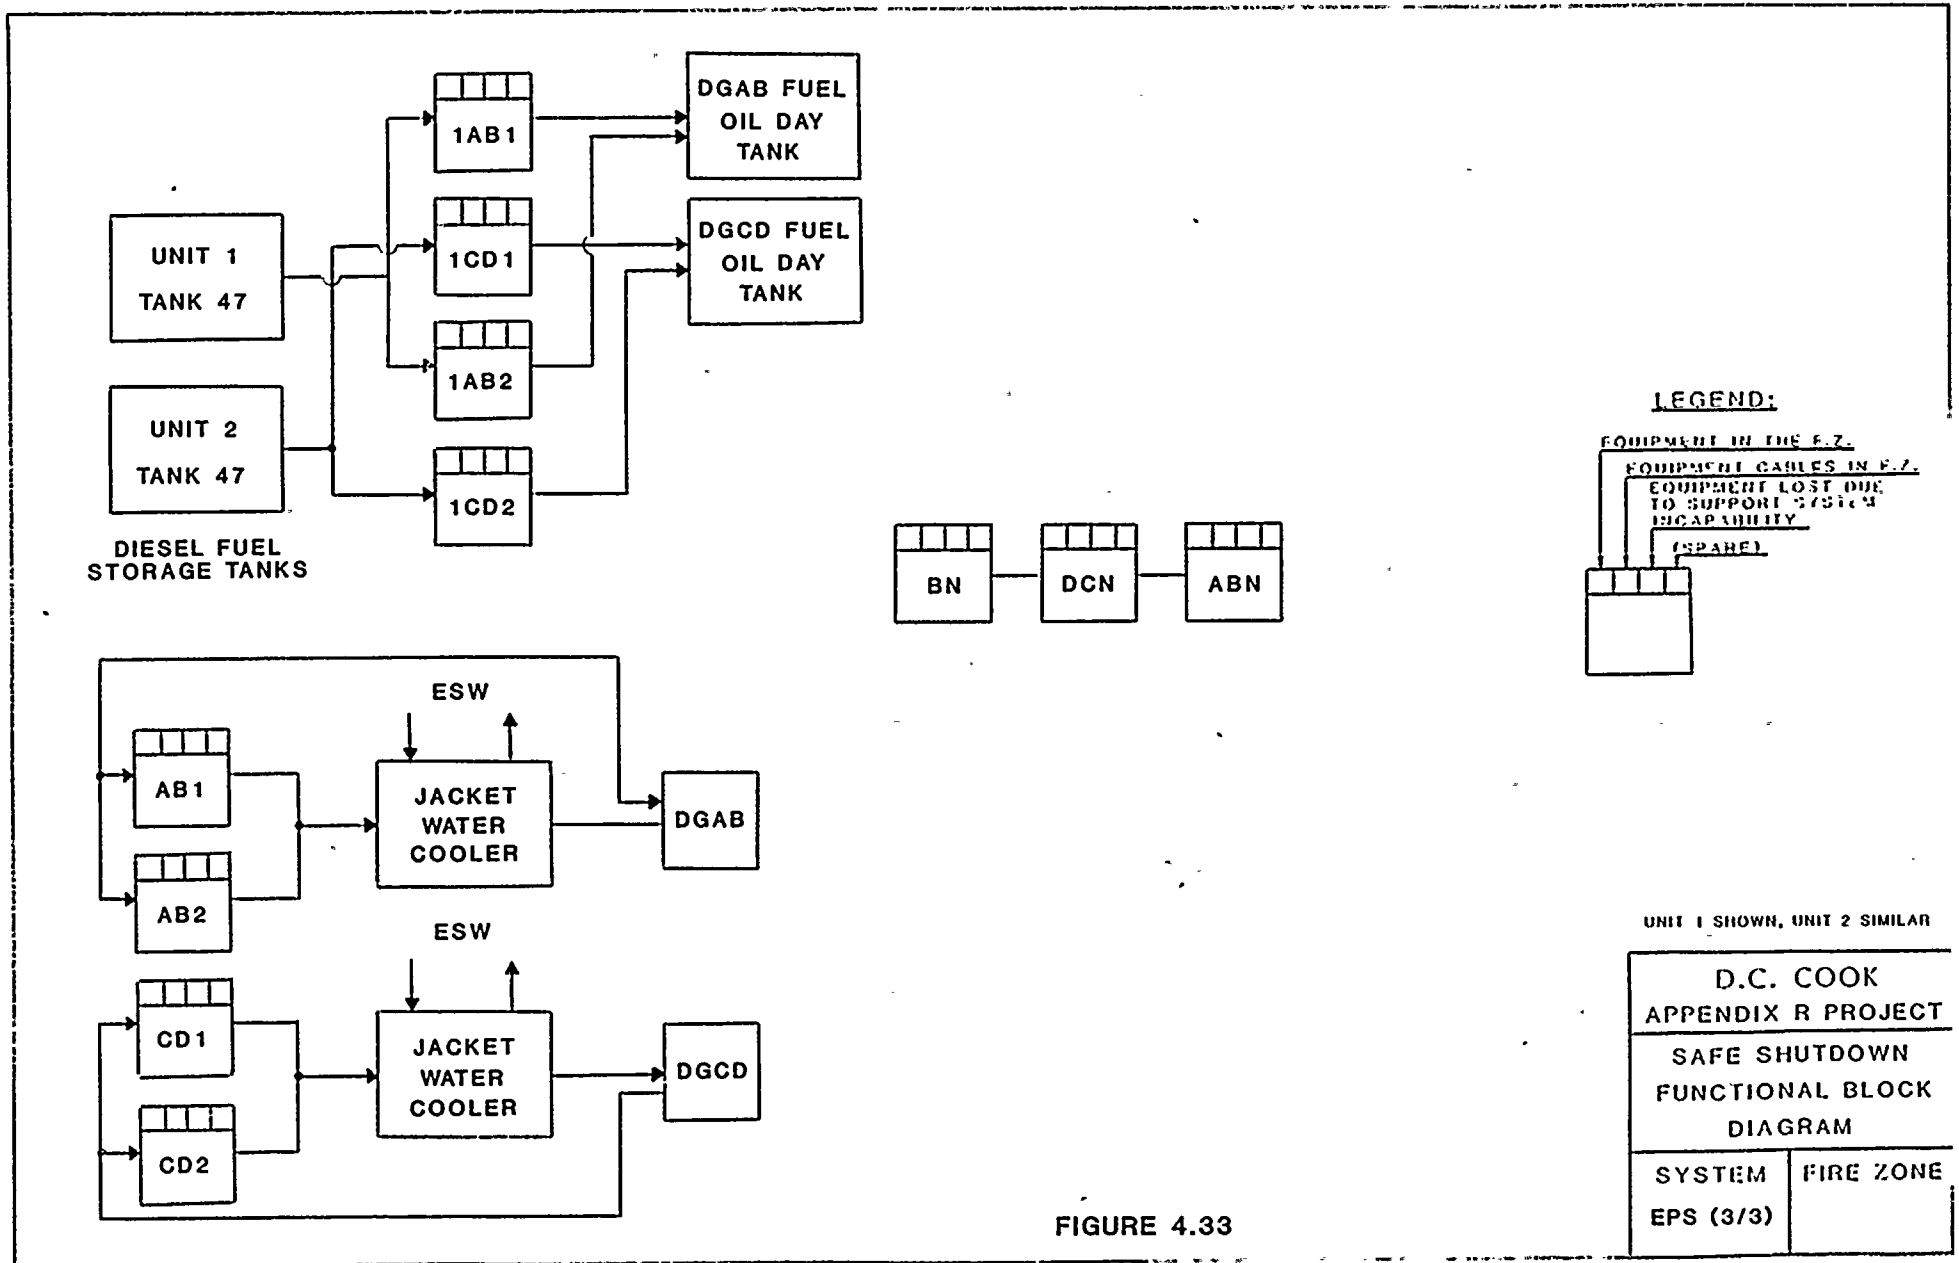 1AB1
DGAB FUEL
OIL DAY
TANK
UNIT 1
TANK 47
1CD1
DGCD FUEL
OIL DAY
TANK
1AB2
UNIT 2
TANK 47
1CD2
DIESEL FUEL
STORAGE TANKS
BN
DCN
ABN
LEGEND:
EQUIPMENT IN THE F.Z.
EQUIPMENT CABLES IN F.Z.
EQUIPMENT LOST DUE
TO SUPPORT SYSTEM
INCAPABILITY
(SPARE)
ESW
AB1
JACKET
WATER
COOLER
DGAB
AB2
ESW
CD1
JACKET
WATER
COOLER
DGCD
CD2
UNIT 1 SHOWN, UNIT 2 SIMILAR
D.C. COOK
APPENDIX R PROJECT
SAFE SHUTDOWN
FUNCTIONAL BLOCK
DIAGRAM
SYSTEM
EPS (3/3)
FIRE ZONE
FIGURE 4.33